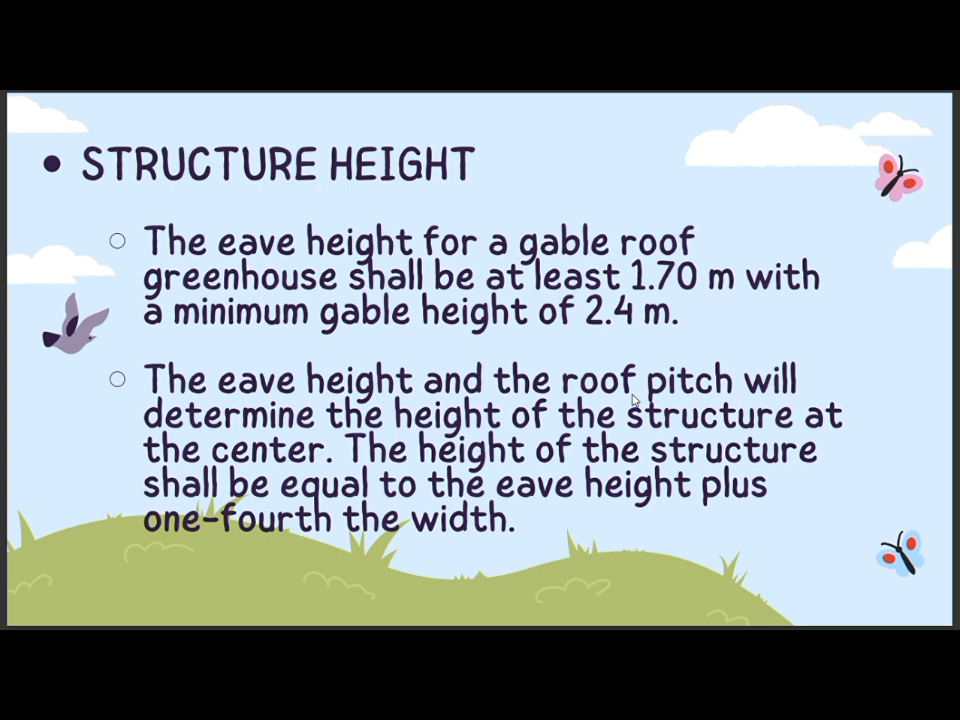 STRUCTURE HEIGHT
The eave height for a gable roof
greenhouse shall be at least 1.70 m with
a minimum gable height of 2.4 m.
The eave height and the roof pitch will
determine the height of the structure at
the center. The height of the structure
shall be equal to the eave height plus
one-fourth the width.